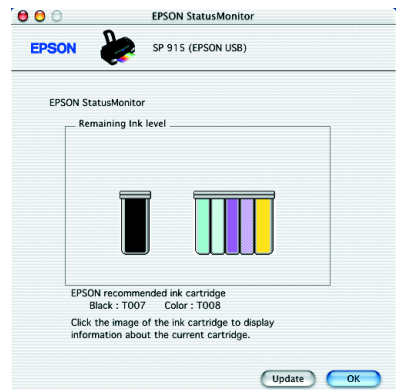 EPSON StatusMonitor
EPSON SP 915 (EPSON USB)
EPSON StatusMonitor
Remaining Ink level
EPSON recommended ink cartridge
Black : T007 Color : T008
Click the image of the ink cartridge to display
information about the current cartridge.
Update OK